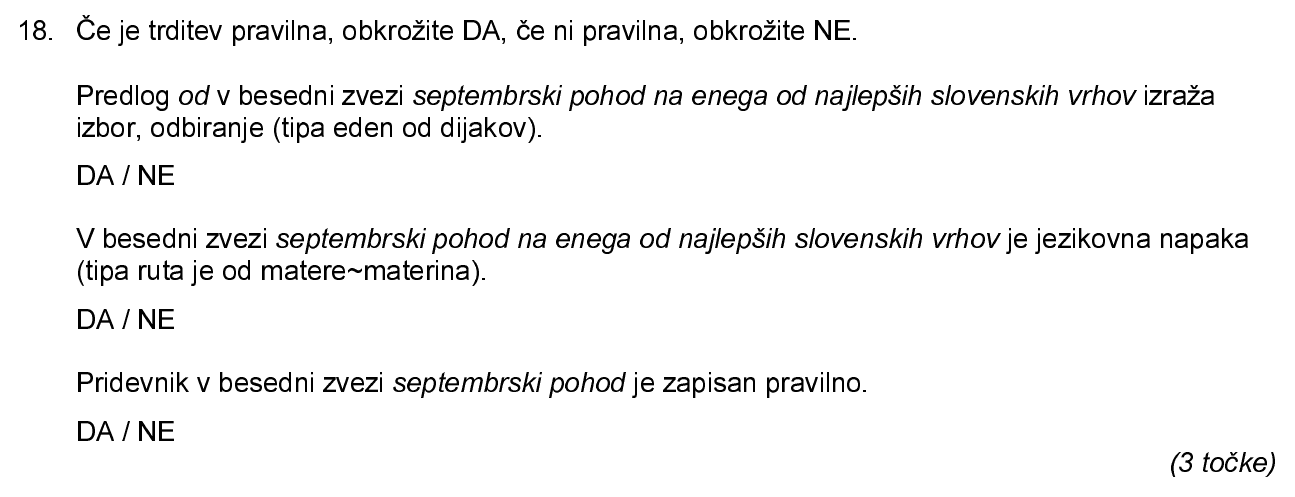 18. Če je trditev pravilna, obkrožite DA, če ni pravilna, obkrožite NE.
Predlog od v besedni zvezi septembrski pohod na enega od najlepših slovenskih vrhov izraža
izbor, odbiranje (tipa eden od dijakov).
DA / NE
V besedni zvezi septembrski pohod na enega od najlepših slovenskih vrhov je jezikovna napaka
(tipa ruta je od matere~materina).
DA / NE
Pridevnik v besedni zvezi septembrski pohod je zapisan pravilno.
DA / NE
(3 točke)